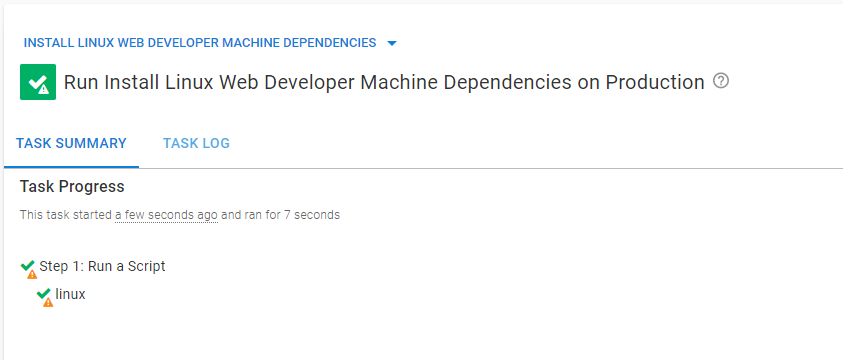 INSTALL LINUX WEB DEVELOPER MACHINE DEPENDENCIES
Run Install Linux Web Developer Machine Dependencies on Production ?
TASK SUMMARY TASK LOG
Task Progress
This task started a few seconds ago and ran for 7 seconds
Step 1: Run a Script
linux